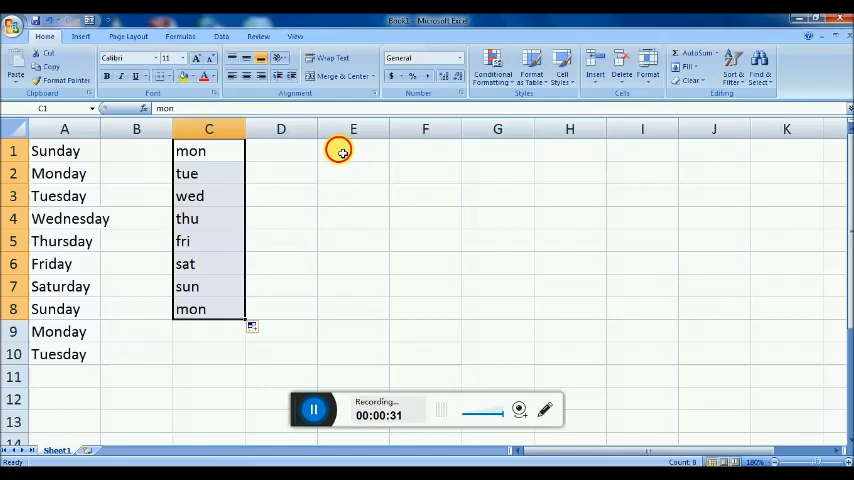 Book1 - Microsoft Excel
Home Insert Page Layout Formulas Data Review View
Paste Cut Copy Format Painter Clipboard
Calibri 11 A A B I U A Font
Wrap Text Merge & Center Alignment
General $ % , Number
Conditional Formatting Format as Table Cell Styles Styles
Insert Delete Format Cells
Σ AutoSum Fill Clear Sort & Filter Find & Select Editing
C1 fx mon
A B C D E F G H I J K
1 Sunday mon
2 Monday tue
3 Tuesday wed
4 Wednesday thu
5 Thursday fri
6 Friday sat
7 Saturday sun
8 Sunday mon
9 Monday
10 Tuesday
11
12
13
14
Recording...
00:00:31
Sheet1
Ready Count: 8 180%